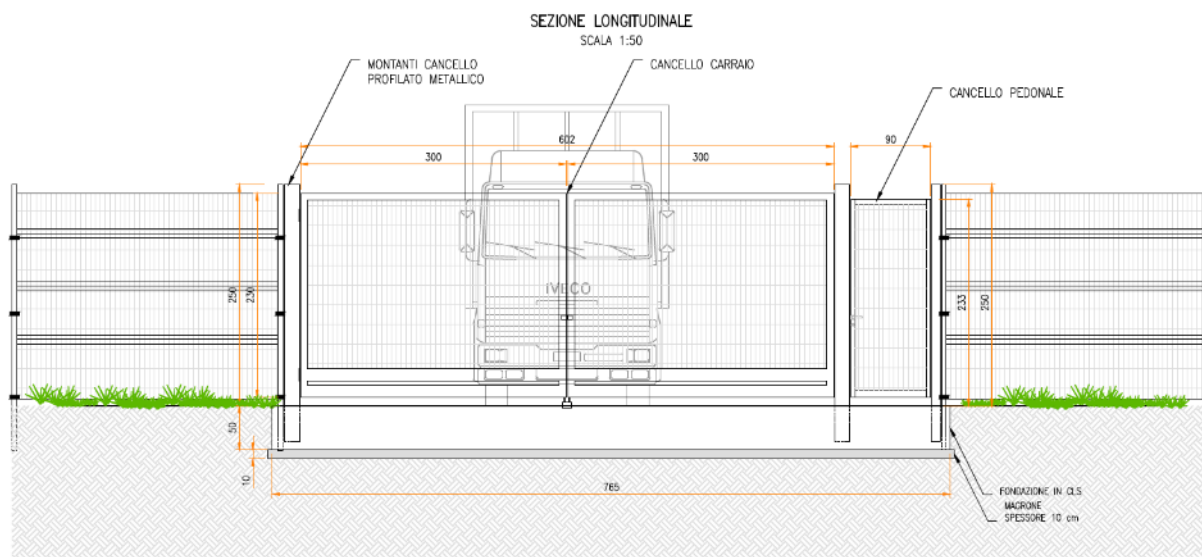 SEZIONE LONGITUDINALE
SCALA 1:50
MONTANTI CANCELLO
PROFILATO METALLICO
CANCELLO CARRAIO
CANCELLO PEDONALE
602
90
300
300
250
230
IVECO
233
250
50
10
765
FONDAZIONE IN CLS
MAGRONE
SPESSORE 10 cm